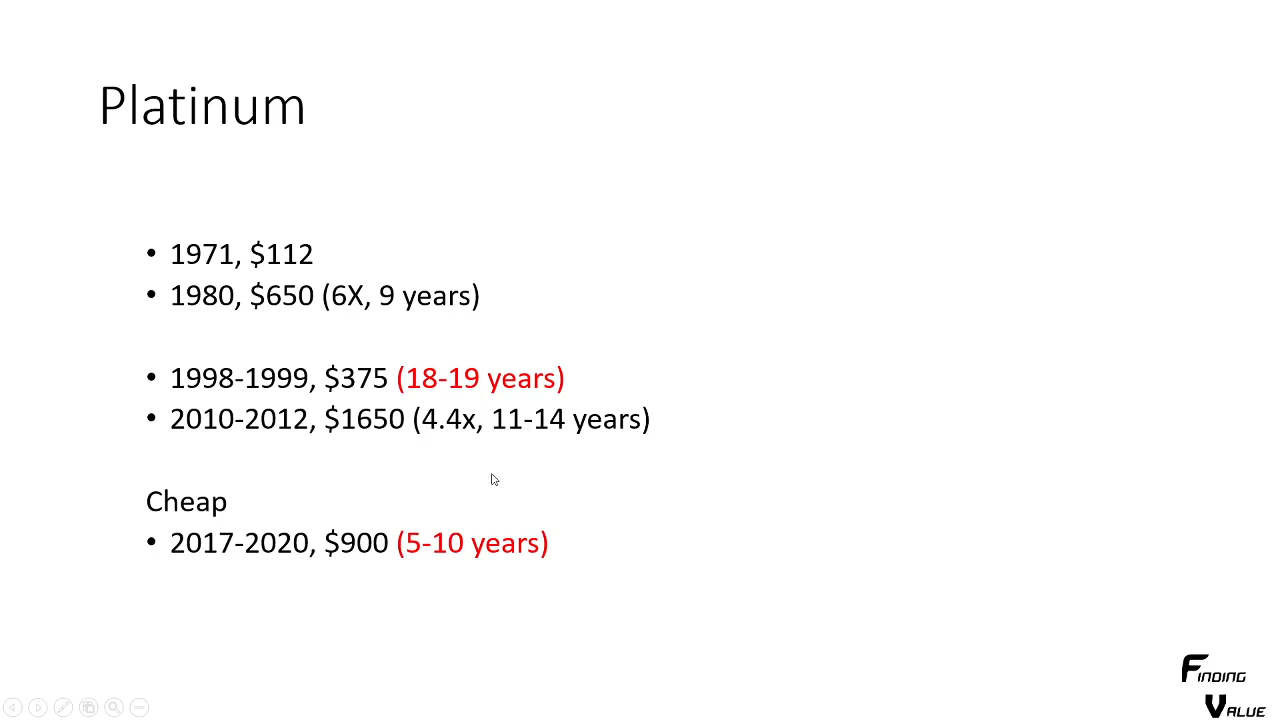 Platinum
• 1971, $112
• 1980, $650 (6X, 9 years)
• 1998-1999, $375 (18-19 years)
• 2010-2012, $1650 (4.4x, 11-14 years)
Cheap
• 2017-2020, $900 (5-10 years)
Finding
Value